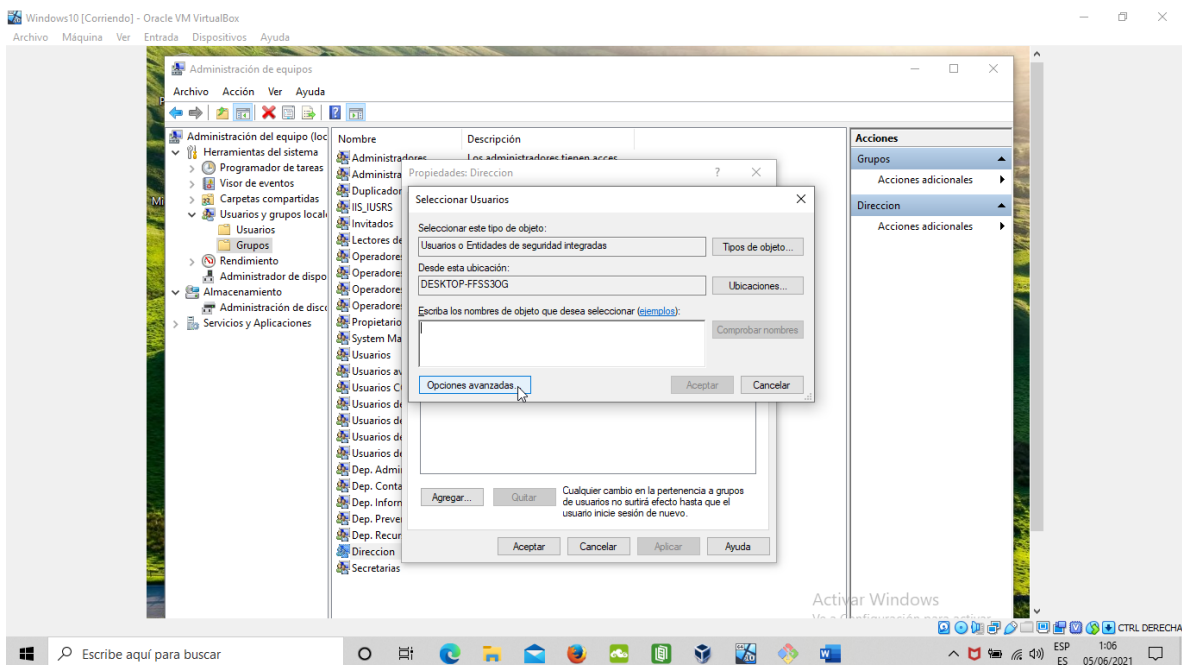 Windows10 [Corriendo] - Oracle VM VirtualBox
Archivo Máquina Ver Entrada Dispositivos Ayuda
Administración de equipos
Archivo Acción Ver Ayuda
Administración del equipo (loc
Herramientas del sistema
Programador de tareas
Visor de eventos
Carpetas compartidas
Usuarios y grupos local
Usuarios
Grupos
Rendimiento
Administrador de dispo
Almacenamiento
Administración de disc
Servicios y Aplicaciones
Nombre Descripción
Administradores Los administradores tienen acces
Administra
Duplicador
IIS_IUSRS
Invitados
Lectores de
Operadore
Operadore
Operadore
Operadore
Propietario
System Ma
Usuarios
Usuarios av
Usuarios C
Usuarios de
Usuarios de
Usuarios de
Usuarios de
Dep. Admi
Dep. Conta
Dep. Inform
Dep. Preve
Dep. Recur
Direccion
Secretarias
Propiedades: Direccion ?
Seleccionar Usuarios
Seleccionar este tipo de objeto:
Usuarios o Entidades de seguridad integradas
Tipos de objeto...
Desde esta ubicación:
DESKTOP-FFSS3OG
Ubicaciones...
Escriba los nombres de objeto que desea seleccionar (ejemplos):
Comprobar nombres
Opciones avanzadas...
Aceptar
Cancelar
Agregar...
Quitar
Cualquier cambio en la pertenencia a grupos
de usuarios no surtirá efecto hasta que el
usuario inicie sesión de nuevo.
Aceptar
Cancelar
Aplicar
Ayuda
Acciones
Grupos
Acciones adicionales
Direccion
Acciones adicionales
Mi
Activar Windows
CTRL DERECHA
Escribe aquí para buscar
ESP
ES
1:06
05/06/2021